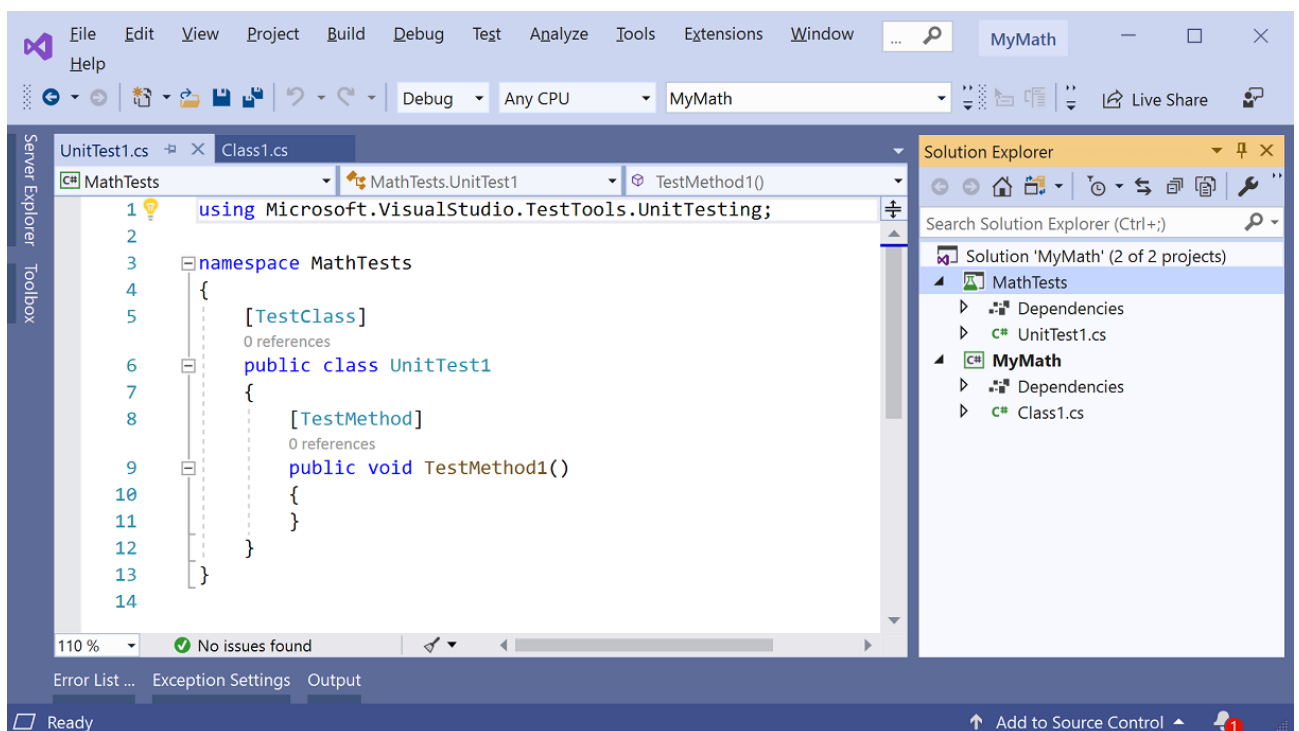 File Edit View Project Build Debug Test Analyze Tools Extensions Window ... MyMath
Help
Debug Any CPU MyMath Live Share
Server Explorer
Toolbox
UnitTest1.cs Class1.cs
C# MathTests MathTests.UnitTest1 TestMethod1()
1 using Microsoft.VisualStudio.TestTools.UnitTesting;
2
3 namespace MathTests
4 {
5 [TestClass]
0 references
6 public class UnitTest1
7 {
8 [TestMethod]
0 references
9 public void TestMethod1()
10 {
11 }
12 }
13 }
14
110 % No issues found
Solution Explorer
Search Solution Explorer (Ctrl+;)
Solution 'MyMath' (2 of 2 projects)
MathTests
Dependencies
C# UnitTest1.cs
C# MyMath
Dependencies
C# Class1.cs
Error List ... Exception Settings Output
Ready Add to Source Control 1